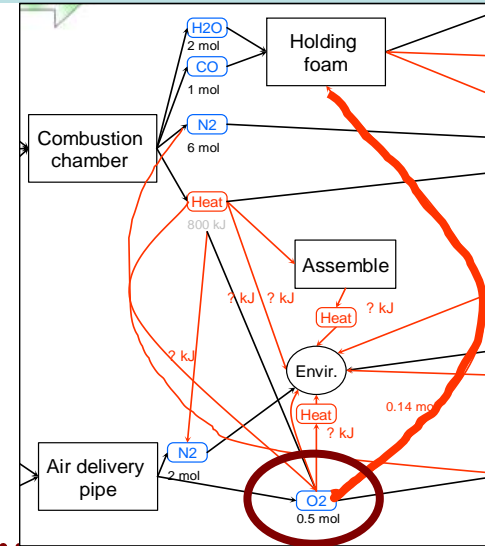 H2O
2 mol
CO
1 mol
Holding
foam
N2
6 mol
Combustion
chamber
Heat
800 kJ
Assemble
? kJ
? kJ
Heat
? kJ
? kJ
Envir.
Heat
0.14 mo
? kJ
N2
2 mol
Air delivery
pipe
O2
0.5 mol